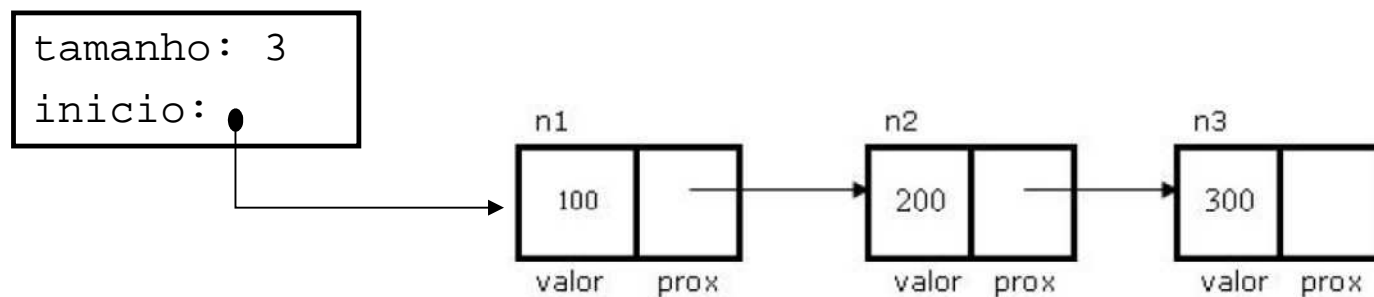 tamanho: 3
inicio:
n1 n2 n3
100 200 300
valor prox valor prox valor prox